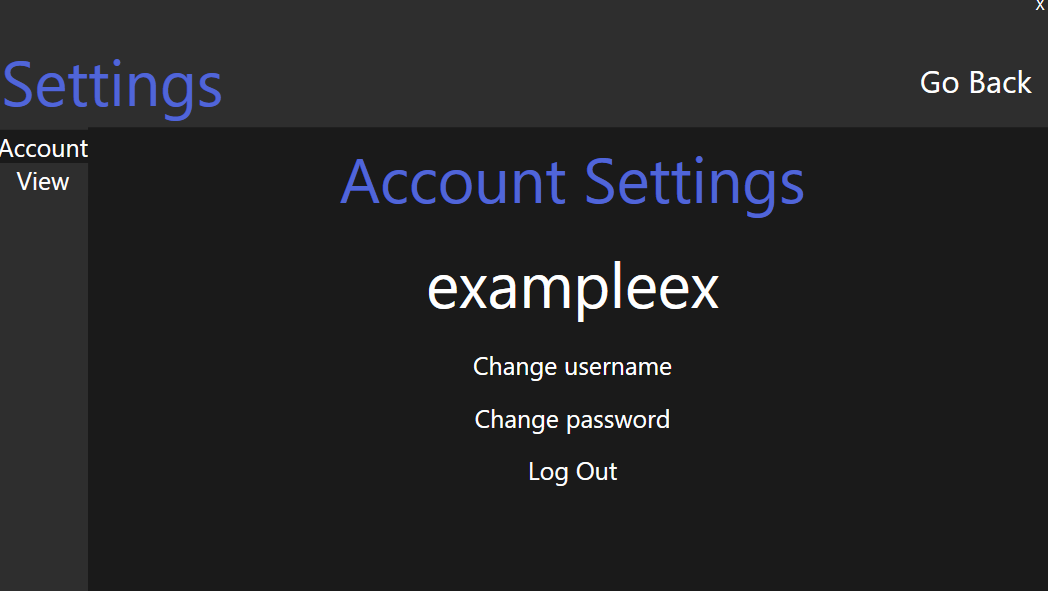 x
Settings
Go Back
Account
View
Account Settings
exampleex
Change username
Change password
Log Out